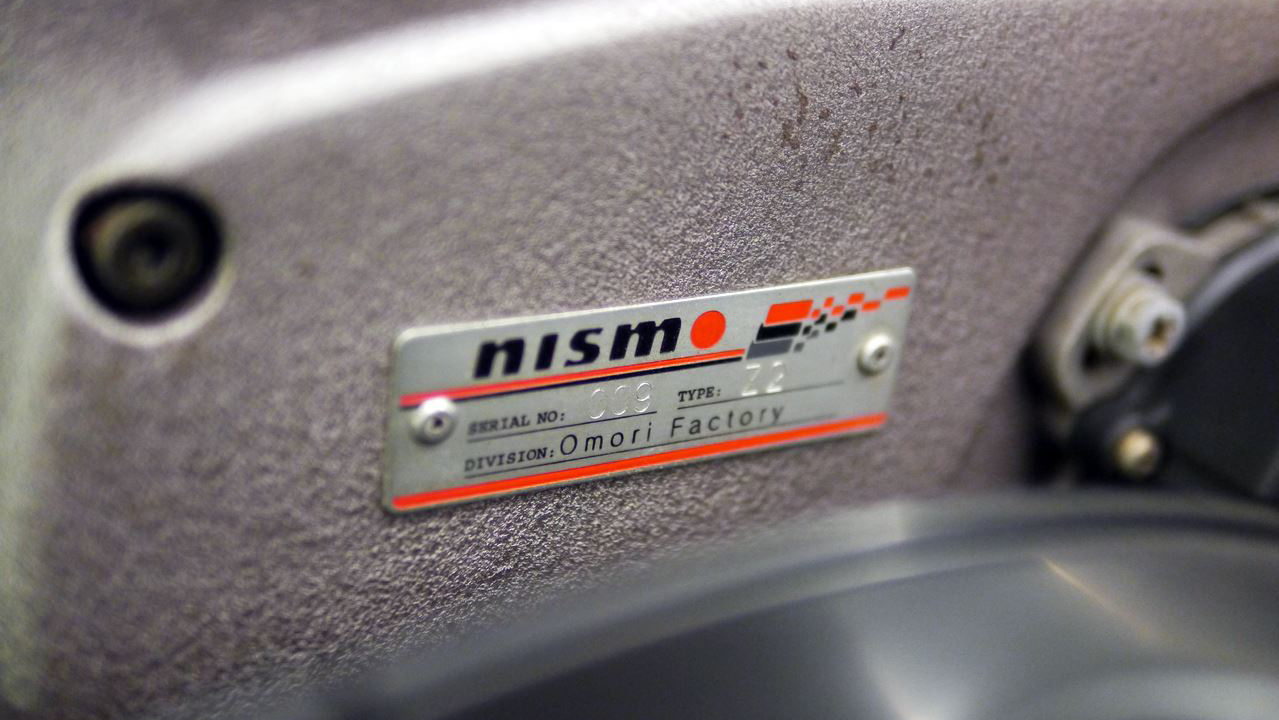 nismo
SERIAL NO: 009 TYPE: Z2
DIVISION: Omori Factory